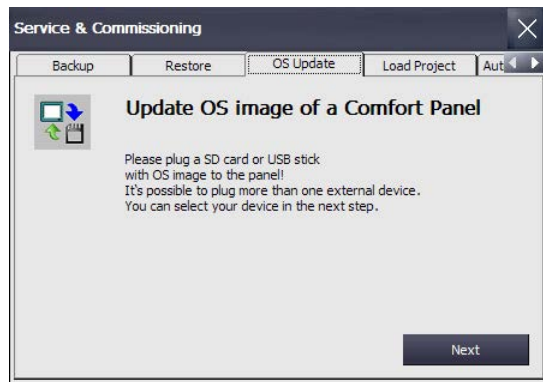 Service & Commissioning
Backup
Restore
OS Update
Load Project
Aut
Update OS image of a Comfort Panel
Please plug a SD card or USB stick
with OS image to the panel!
It's possible to plug more than one external device.
You can select your device in the next step.
Next